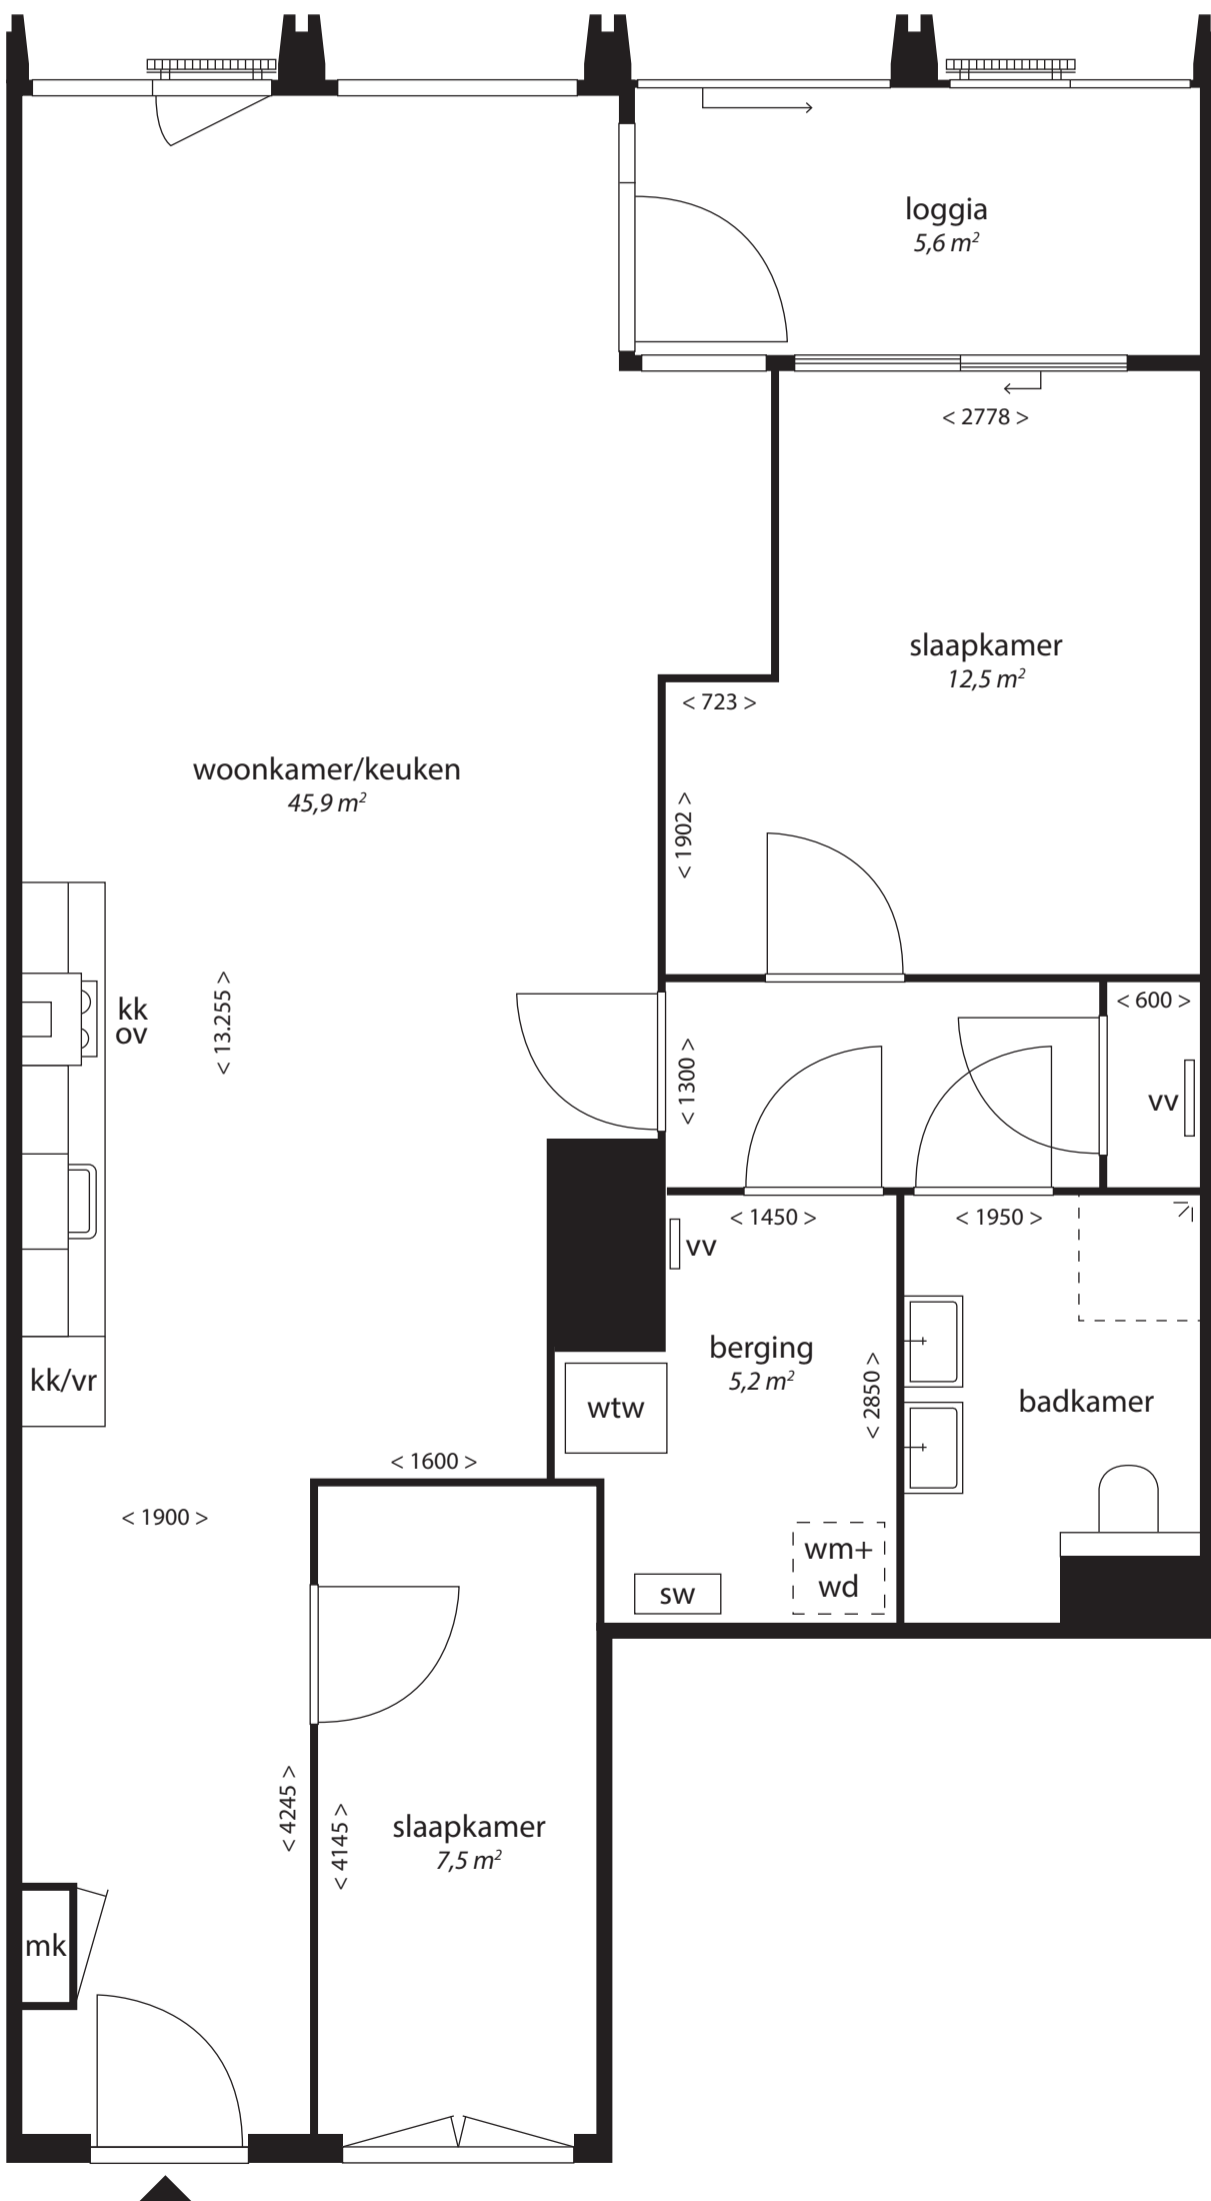 loggia
5,6 m²
< 2778 >
slaapkamer
12,5 m²
< 723 >
woonkamer/keuken
45,9 m²
< 1902 >
kk
ov
< 13.255 >
< 600 >
< 1300 >
vv
< 1450 >
< 1950 >
vv
berging
5,2 m²
< 2850 >
kk/vr
wtw
badkamer
< 1600 >
< 1900 >
wm+
wd
sw
< 4245 >
< 4145 >
slaapkamer
7,5 m²
mk